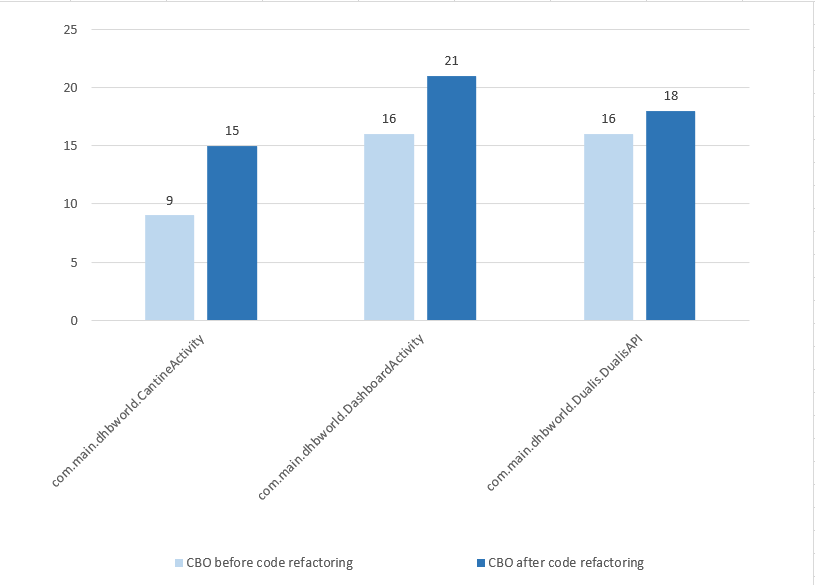 25
20
15
10
5
0
9
15
16
21
16
18
com.main.dhbworld.CantineActivity
com.main.dhbworld.DashboardActivity
com.main.dhbworld.Dualis.DualisAPI
CBO before code refactoring
CBO after code refactoring